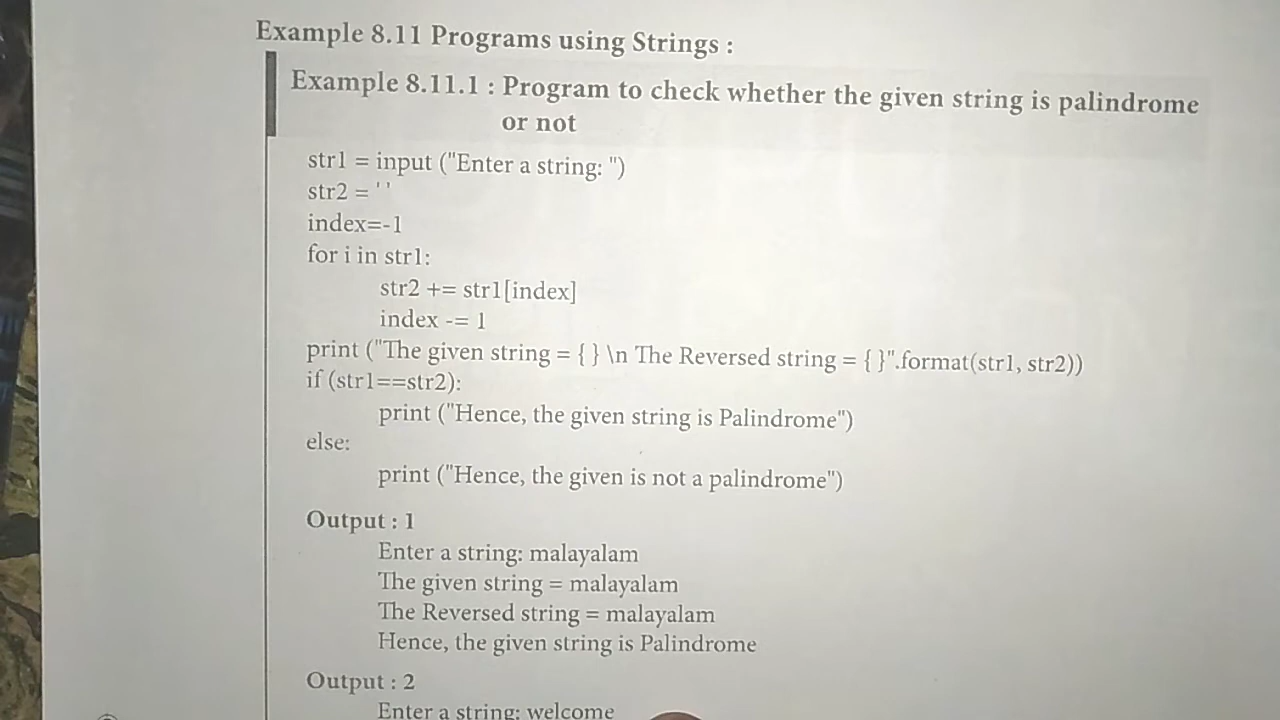 Example 8.11 Programs using Strings :
Example 8.11.1 : Program to check whether the given string is palindrome
or not
str1 = input ("Enter a string: ")
str2 = ' '
index=-1
for i in str1:
str2 += str1[index]
index -= 1
print ("The given string = { } \n The Reversed string = { }".format(str1, str2))
if (str1==str2):
print ("Hence, the given string is Palindrome")
else:
print ("Hence, the given is not a palindrome")
Output : 1
Enter a string: malayalam
The given string = malayalam
The Reversed string = malayalam
Hence, the given string is Palindrome
Output : 2
Enter a string: welcome